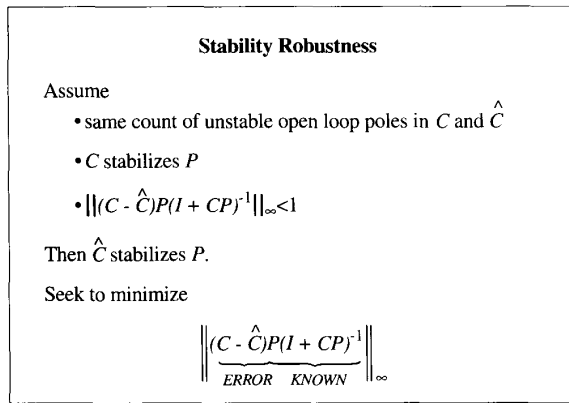 Stability Robustness
Assume
• same count of unstable open loop poles in C and Ĉ
• C stabilizes P
• ||(C - Ĉ)P(I + CP)⁻¹||∞<1
Then Ĉ stabilizes P.
Seek to minimize
||(C - Ĉ)P(I + CP)⁻¹||∞
ERROR KNOWN